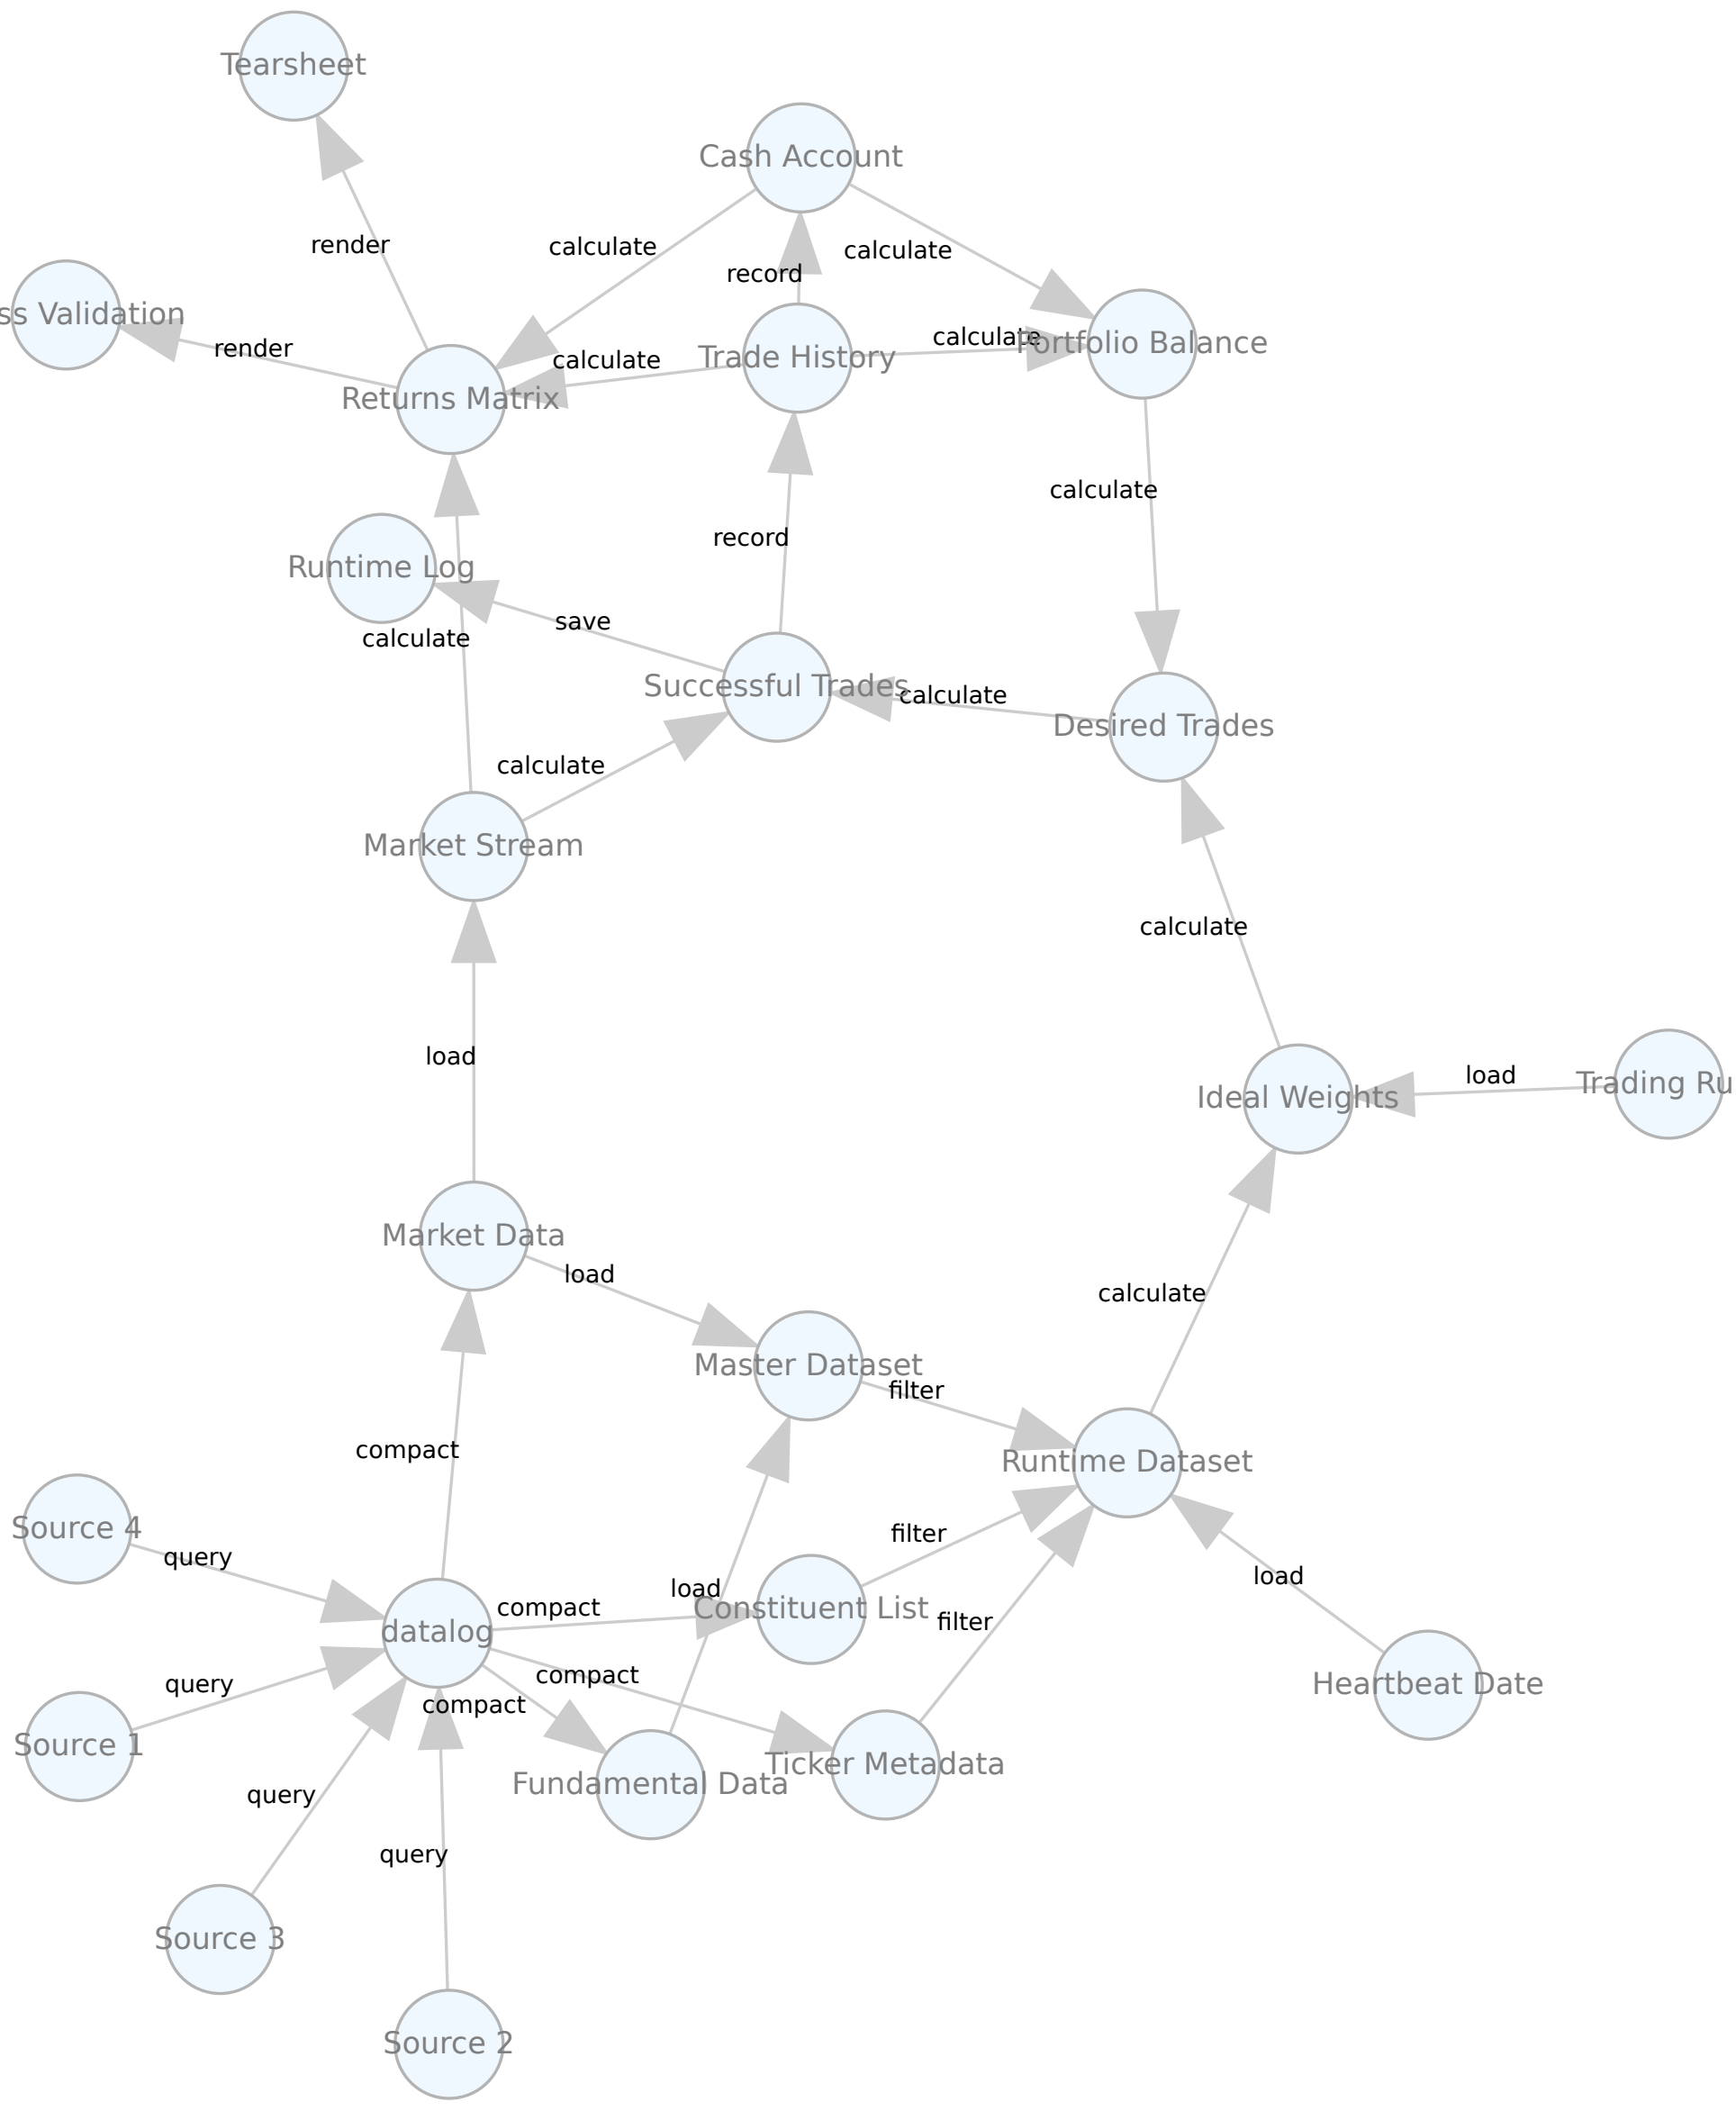 Tearsheet
Cash Account
render
calculate
calculate
record
ss Validation
render
calculate
Trade History
calculate
Portfolio Balance
Returns Matrix
calculate
record
Runtime Log
save
calculate
Successful Trades
calculate
Desired Trades
calculate
Market Stream
calculate
load
load
Trading Ru
Ideal Weights
Market Data
load
calculate
Master Dataset
filter
compact
Runtime Dataset
Source 4
filter
query
load
load
compact
Constituent List
filter
datalog
compact
query
compact
Heartbeat Date
Source 1
Ticker Metadata
Fundamental Data
query
query
Source 3
Source 2